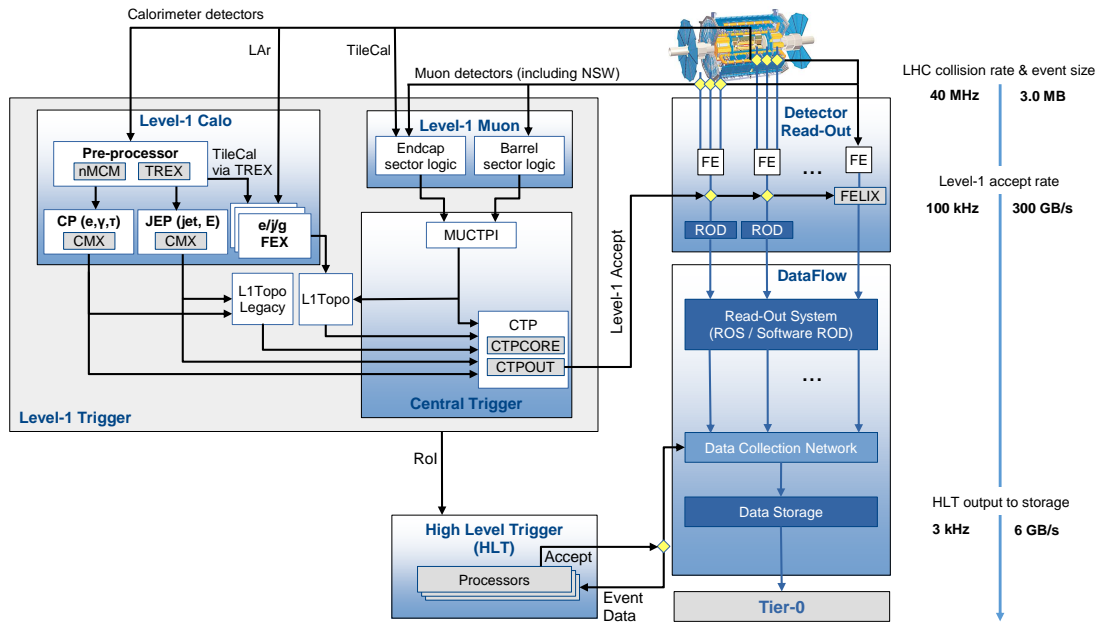 Calorimeter detectors
LAr
TileCal
Muon detectors (including NSW)
LHC collision rate & event size
40 MHz 3.0 MB
Level-1 Calo
Pre-processor
nMCM TREX
TileCal
via TREX
CP (e,γ,τ)
CMX
JEP (jet, E)
CMX
e/j/g
FEX
Level-1 Muon
Endcap
sector logic
Barrel
sector logic
MUCTPI
L1Topo
Legacy
L1Topo
CTP
CTPCORE
CTPOUT
Central Trigger
Level-1 Trigger
Level-1 Accept
Detector
Read-Out
FE FE FE
...
FELIX
ROD ROD
Level-1 accept rate
100 kHz 300 GB/s
DataFlow
Read-Out System
(ROS / Software ROD)
...
Data Collection Network
Data Storage
RoI
High Level Trigger
(HLT)
Accept
Processors
Event
Data
Tier-0
HLT output to storage
3 kHz 6 GB/s